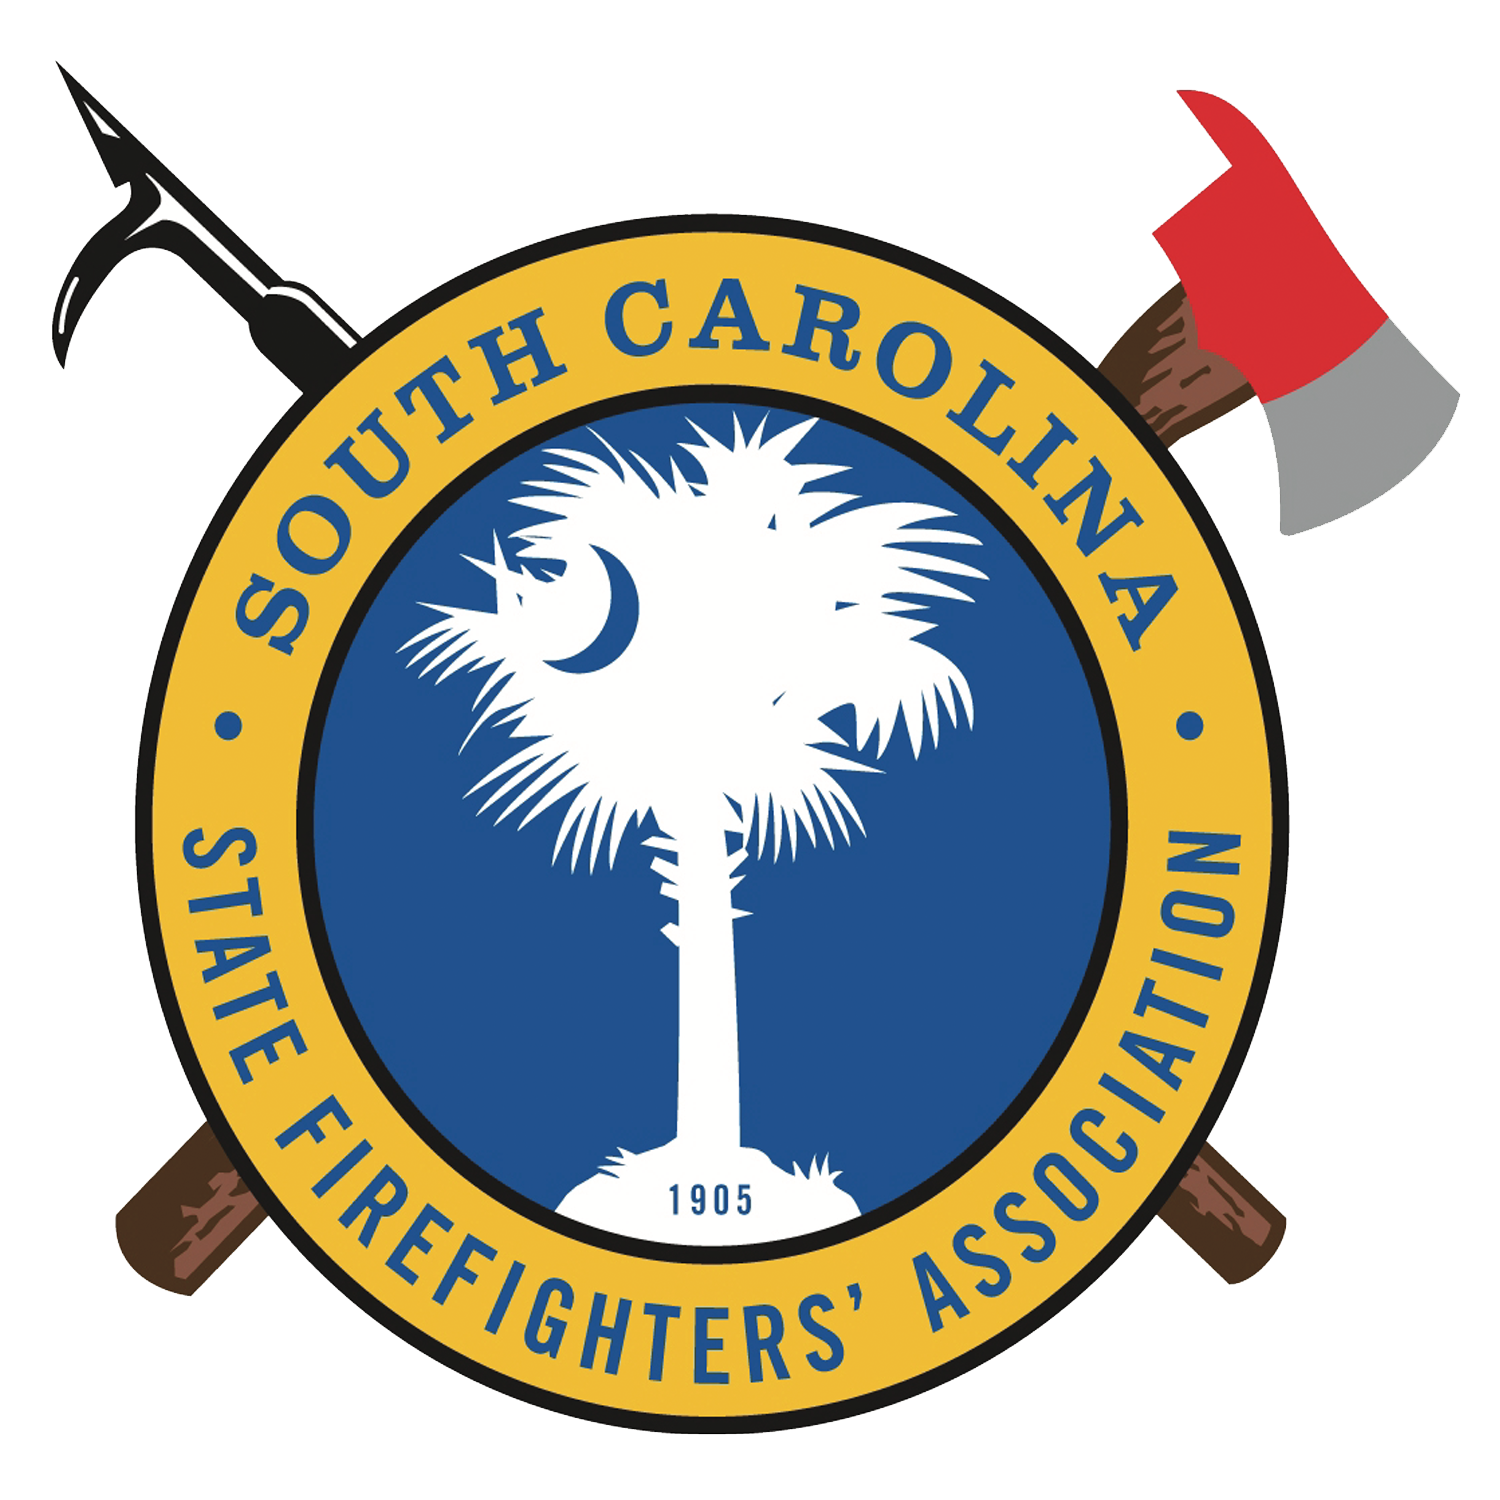 SOUTH CAROLINA
STATE FIREFIGHTERS’ ASSOCIATION
1905